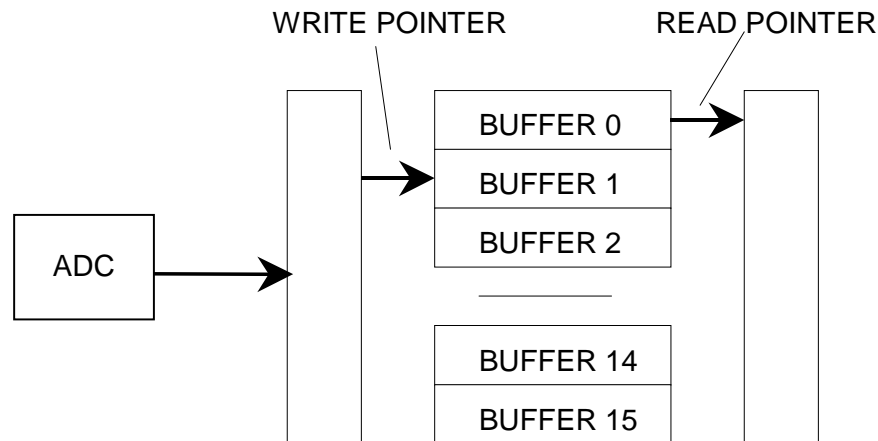 WRITE POINTER
READ POINTER
BUFFER 0
BUFFER 1
BUFFER 2
ADC
BUFFER 14
BUFFER 15